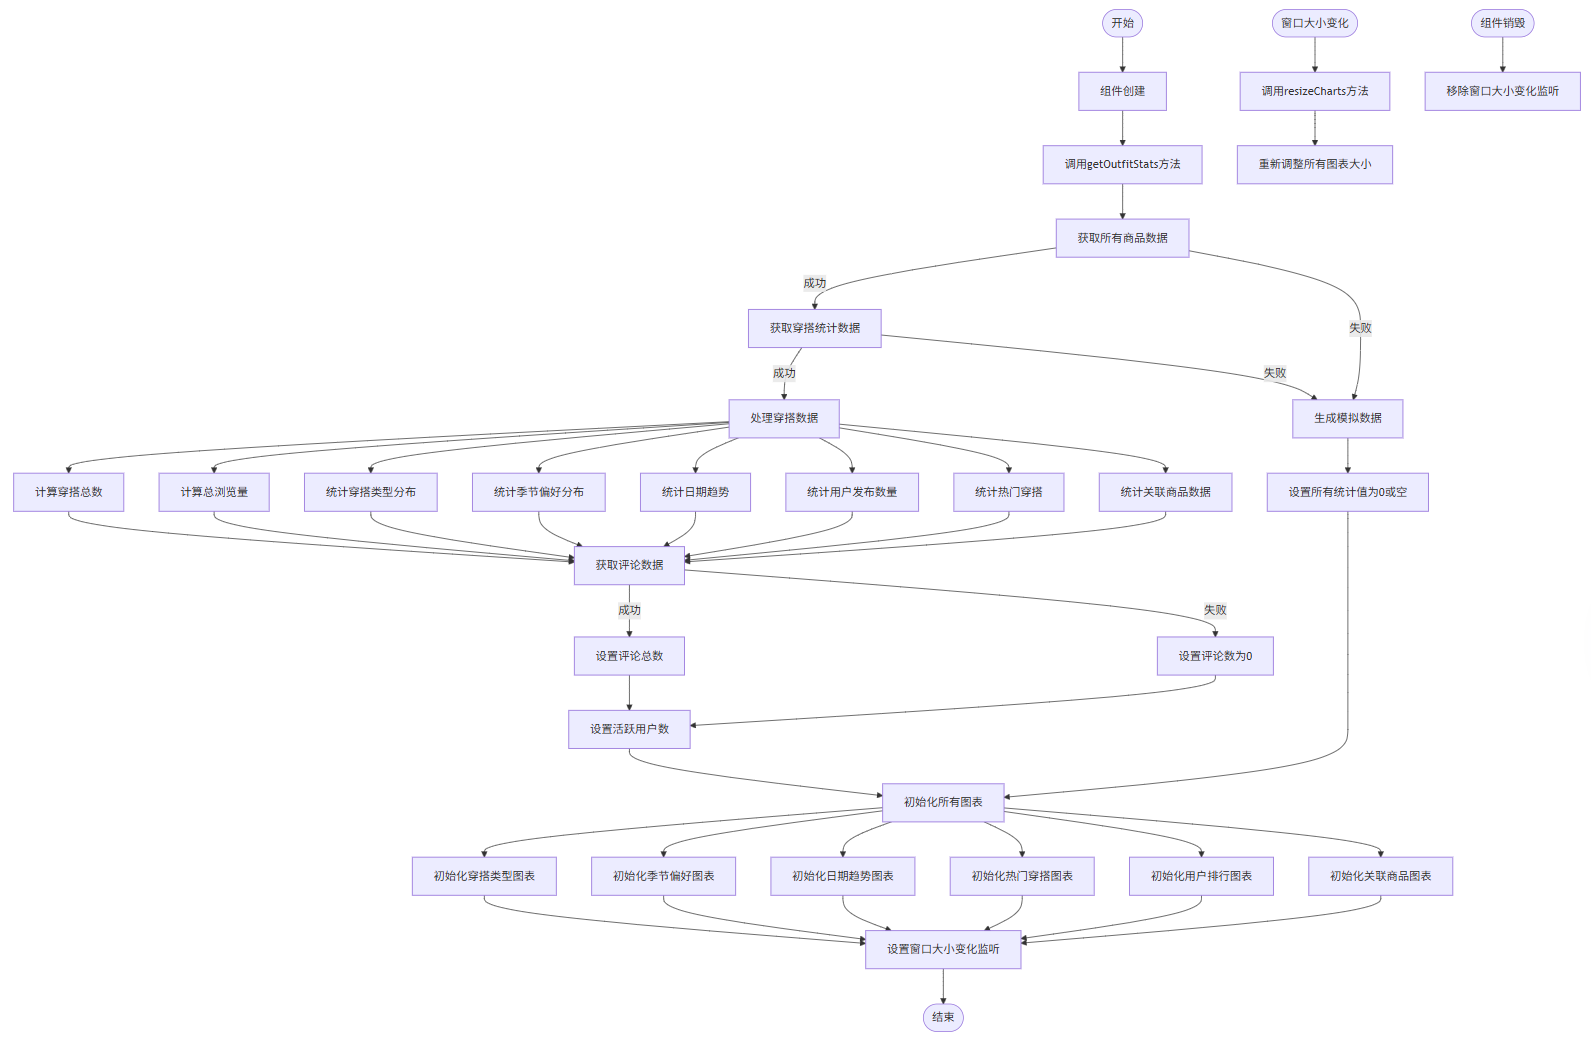 开始
窗口大小变化
组件销毁
组件创建
调用resizeCharts方法
移除窗口大小变化监听
调用getOutfitStats方法
重新调整所有图表大小
获取所有商品数据
成功
获取穿搭统计数据
失败
成功
失败
处理穿搭数据
生成模拟数据
计算穿搭总数
计算总浏览量
统计穿搭类型分布
统计季节偏好分布
统计日期趋势
统计用户发布数量
统计热门穿搭
统计关联商品数据
设置所有统计值为0或空
获取评论数据
成功
失败
设置评论总数
设置评论数为0
设置活跃用户数
初始化所有图表
初始化穿搭类型图表
初始化季节偏好图表
初始化日期趋势图表
初始化热门穿搭图表
初始化用户排行图表
初始化关联商品图表
设置窗口大小变化监听
结束